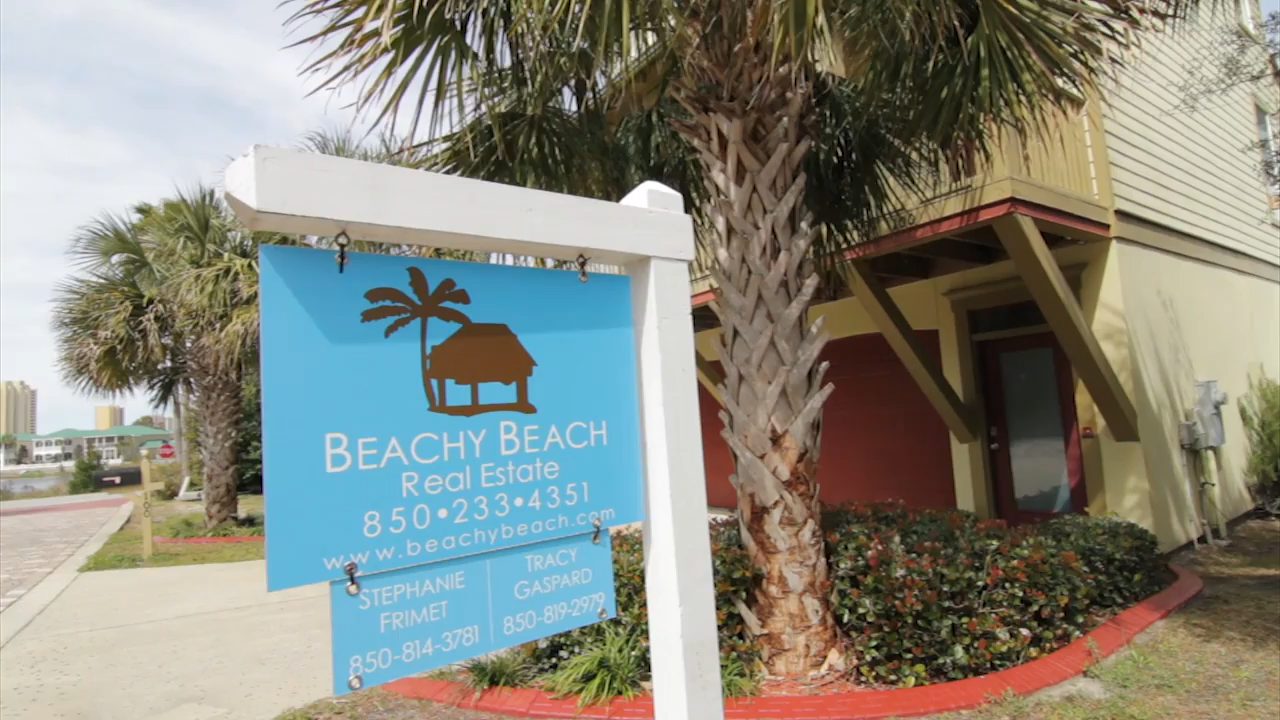 BEACHY BEACH
Real Estate
850•233•4351
www.beachybeach.com
STEPHANIE
FRIMET
850-814-3781
TRACY
GASPARD
850-819-2979